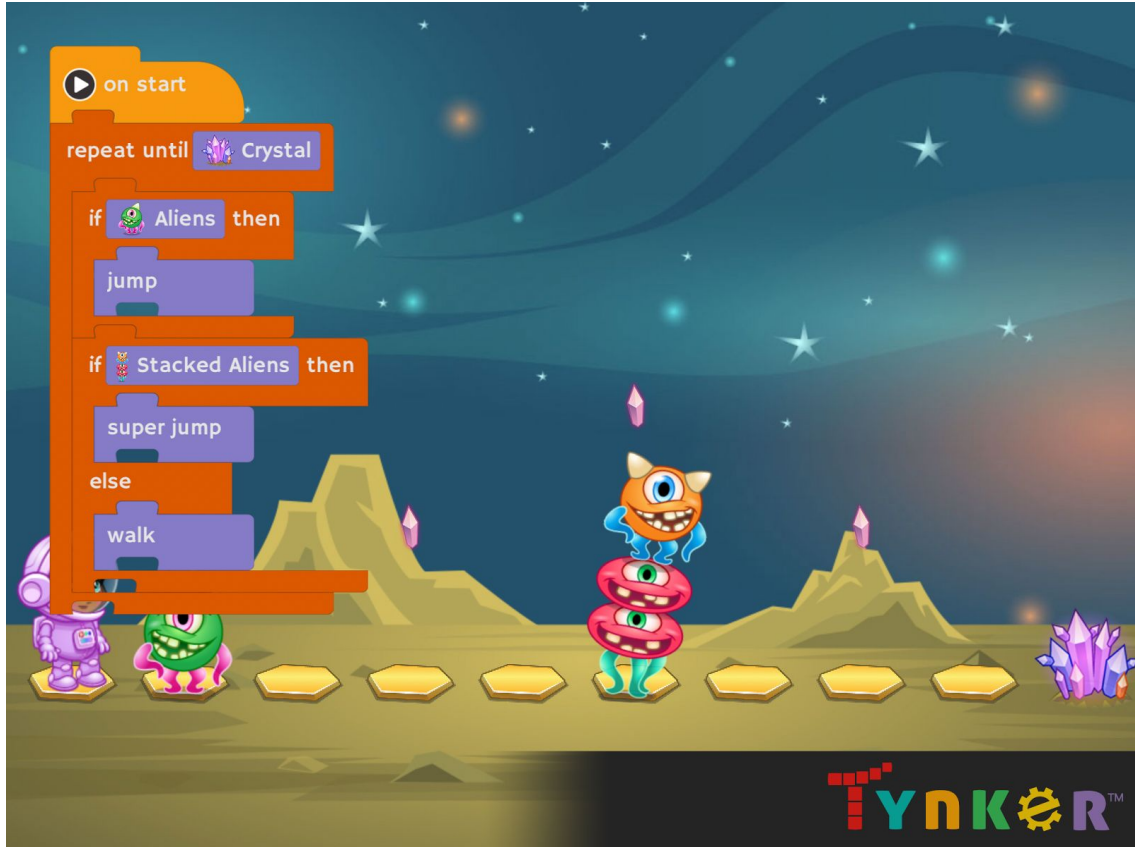 on start
repeat until Crystal
if Aliens then
jump
if Stacked Aliens then
super jump
else
walk
TYNKER™